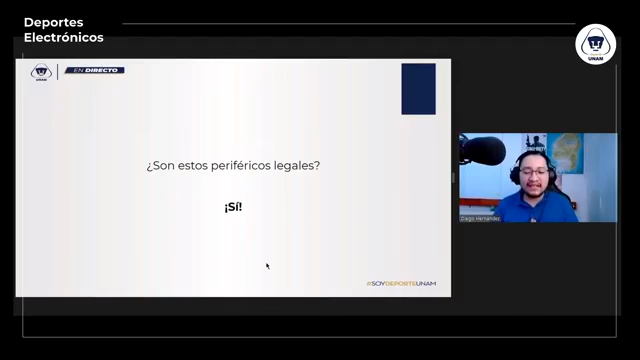 Deportes
Electrónicos
UNAM
UNAM
EN DIRECTO
¿Son estos periféricos legales?
¡Sí!
#SOYDEPORTEUNAM
Diego Hernández